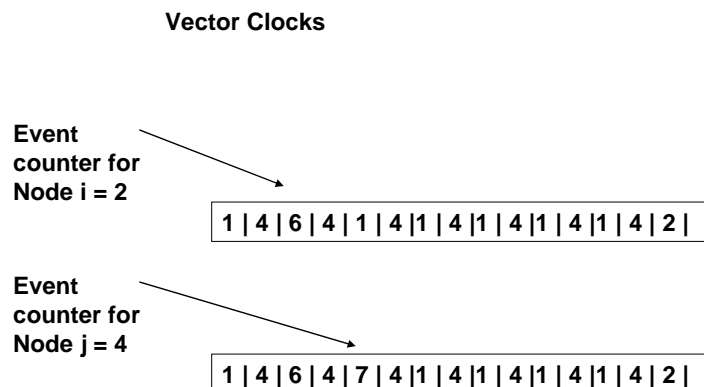 Vector Clocks
Event
counter for
Node i = 2
1 | 4 | 6 | 4 | 1 | 4 |1 | 4 |1 | 4 |1 | 4 |1 | 4 | 2 |
Event
counter for
Node j = 4
1 | 4 | 6 | 4 | 7 | 4 |1 | 4 |1 | 4 |1 | 4 |1 | 4 | 2 |